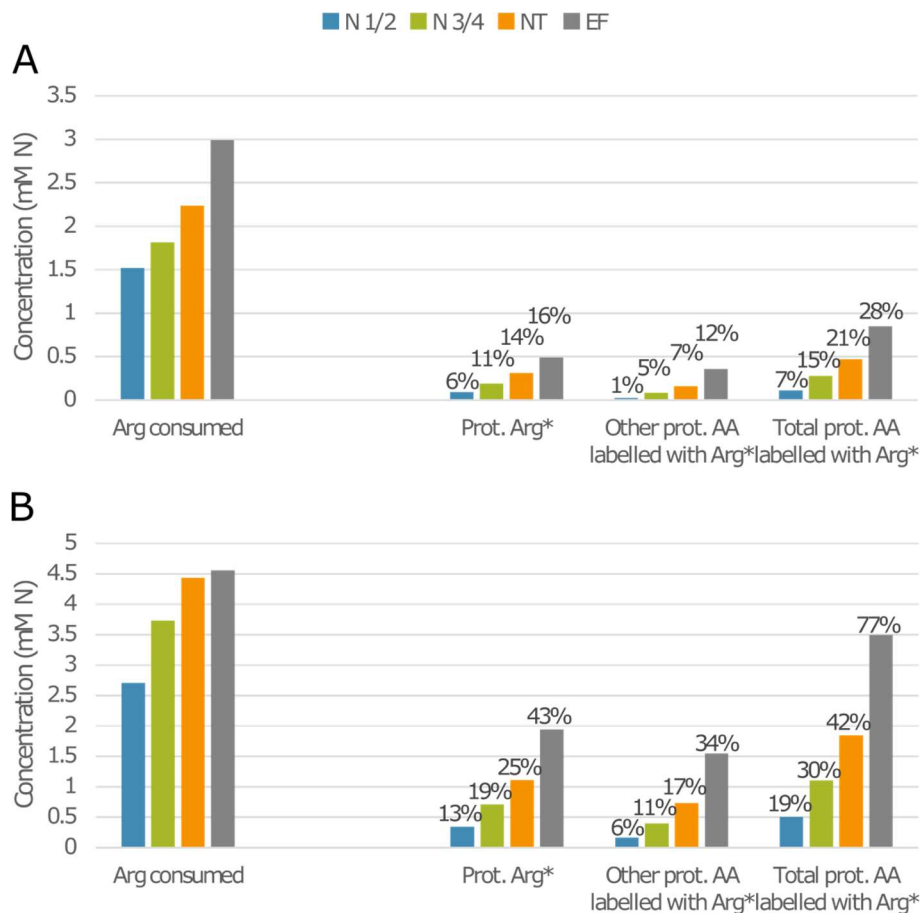 N 1/2 N 3/4 NT EF
A
Concentration (mM N)
3.5
3
2.5
2
1.5
1
0.5
0
6% 11% 14% 16%
1% 5% 7% 12%
7% 15% 21% 28%
Arg consumed
Prot. Arg*
Other prot. AA
labelled with Arg*
Total prot. AA
labelled with Arg*
B
Concentration (mM N)
5
4.5
4
3.5
3
2.5
2
1.5
1
0.5
0
13% 19% 25% 43%
6% 11% 17% 34%
19% 30% 42% 77%
Arg consumed
Prot. Arg*
Other prot. AA
labelled with Arg*
Total prot. AA
labelled with Arg*